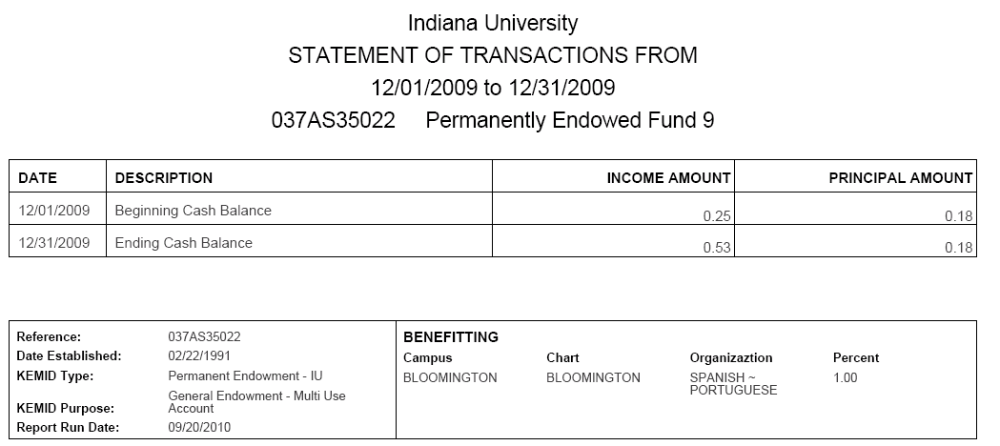 Indiana University
STATEMENT OF TRANSACTIONS FROM
12/01/2009 to 12/31/2009
037AS35022 Permanently Endowed Fund 9
DATE DESCRIPTION INCOME AMOUNT PRINCIPAL AMOUNT
12/01/2009 Beginning Cash Balance 0.25 0.18
12/31/2009 Ending Cash Balance 0.53 0.18
Reference: 037AS35022
Date Established: 02/22/1991
KEMID Type: Permanent Endowment - IU
General Endowment - Multi Use
KEMID Purpose: Account
Report Run Date: 09/20/2010
BENEFITTING
Campus Chart Organizaztion Percent
BLOOMINGTON BLOOMINGTON SPANISH ~ 1.00
PORTUGUESE